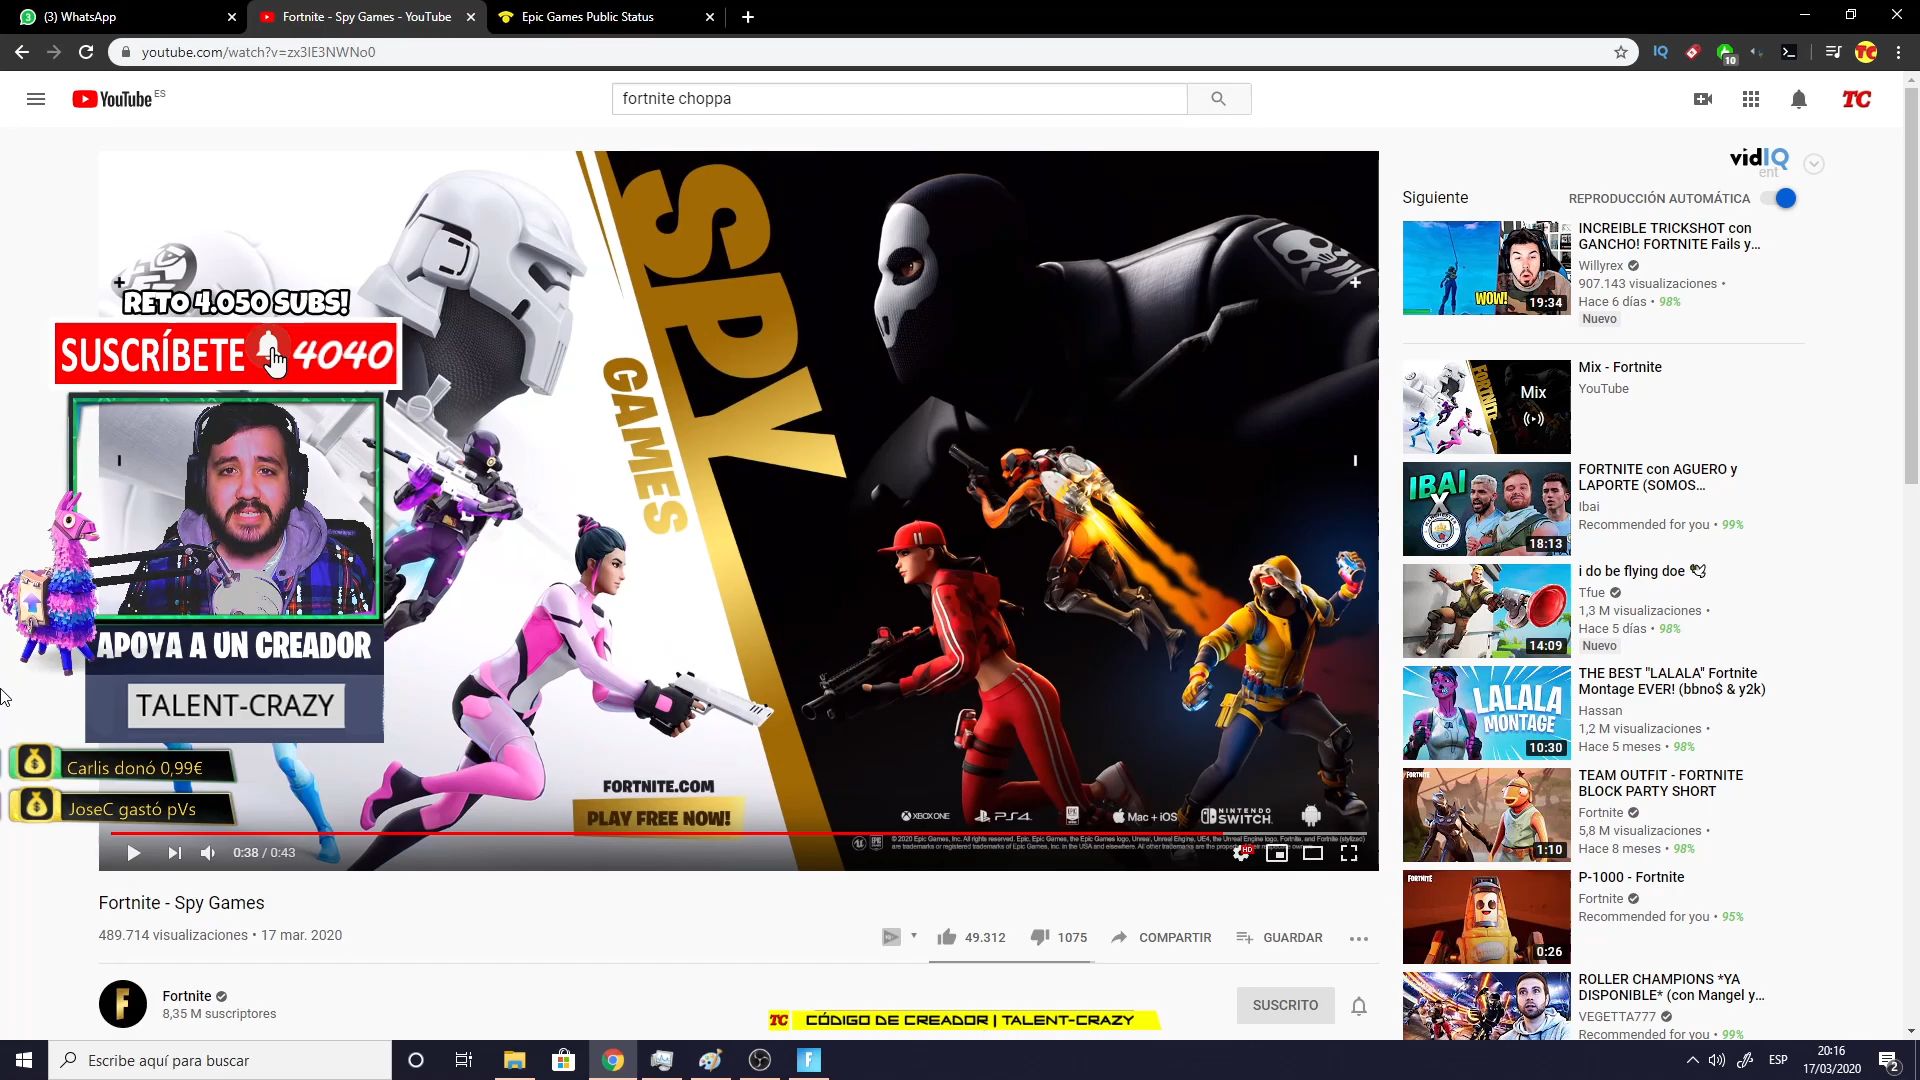 (3) WhatsApp
Fortnite - Spy Games - YouTube
Epic Games Public Status
youtube.com/watch?v=zx3IE3NWNo0
IQ
10
TC
YouTube ES
fortnite choppa
TC
vidIQ
ent
Siguiente
REPRODUCCIÓN AUTOMÁTICA
SPY
GAMES
RETO 4.050 SUBS!
SUSCRÍBETE 4040
APOYA A UN CREADOR
TALENT-CRAZY
Carlis donó 0,99€
JoseC gastó pVs
FORTNITE.COM
PLAY FREE NOW!
XBOX ONE
PS4
Mac + iOS
NINTENDO SWITCH
0:38 / 0:43
HD
Fortnite - Spy Games
489.714 visualizaciones • 17 mar. 2020
49.312
1075
COMPARTIR
GUARDAR
Fortnite
8,35 M suscriptores
SUSCRITO
TC CÓDIGO DE CREADOR | TALENT-CRAZY
WOW!
19:34
INCREIBLE TRICKSHOT con
GANCHO! FORTNITE Fails y...
Willyrex
907.143 visualizaciones •
Hace 6 días • 98%
Nuevo
FORTNITE
Mix
Mix - Fortnite
YouTube
IBAI
X
18:13
FORTNITE con AGUERO y
LAPORTE (SOMOS...
Ibai
Recommended for you • 99%
14:09
i do be flying doe 🕊
Tfue
1,3 M visualizaciones •
Hace 5 días • 98%
Nuevo
LALALA
MONTAGE
10:30
THE BEST "LALALA" Fortnite
Montage EVER! (bbno$ & y2k)
Hassan
1,2 M visualizaciones •
Hace 5 meses • 98%
FORTNITE
1:10
TEAM OUTFIT - FORTNITE
BLOCK PARTY SHORT
Fortnite
5,8 M visualizaciones •
Hace 8 meses • 98%
FORTNITE
0:26
P-1000 - Fortnite
Fortnite
Recommended for you • 95%
ROLLER CHAMPIONS *YA
DISPONIBLE* (con Mangel y...
VEGETTA777
Recommended for you • 99%
Escribe aquí para buscar
ESP
20:16
17/03/2020
2